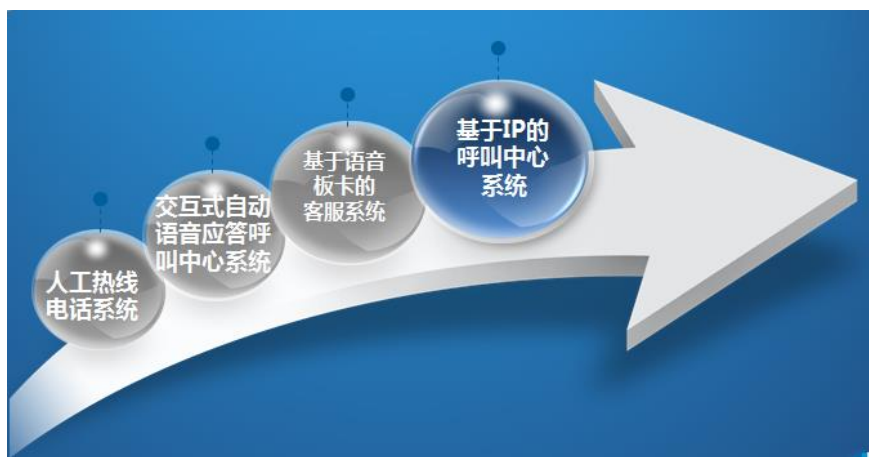 人工热线
电话系统
交互式自动
语音应答呼
叫中心系统
基于语音
板卡的
客服系统
基于IP的
呼叫中心
系统